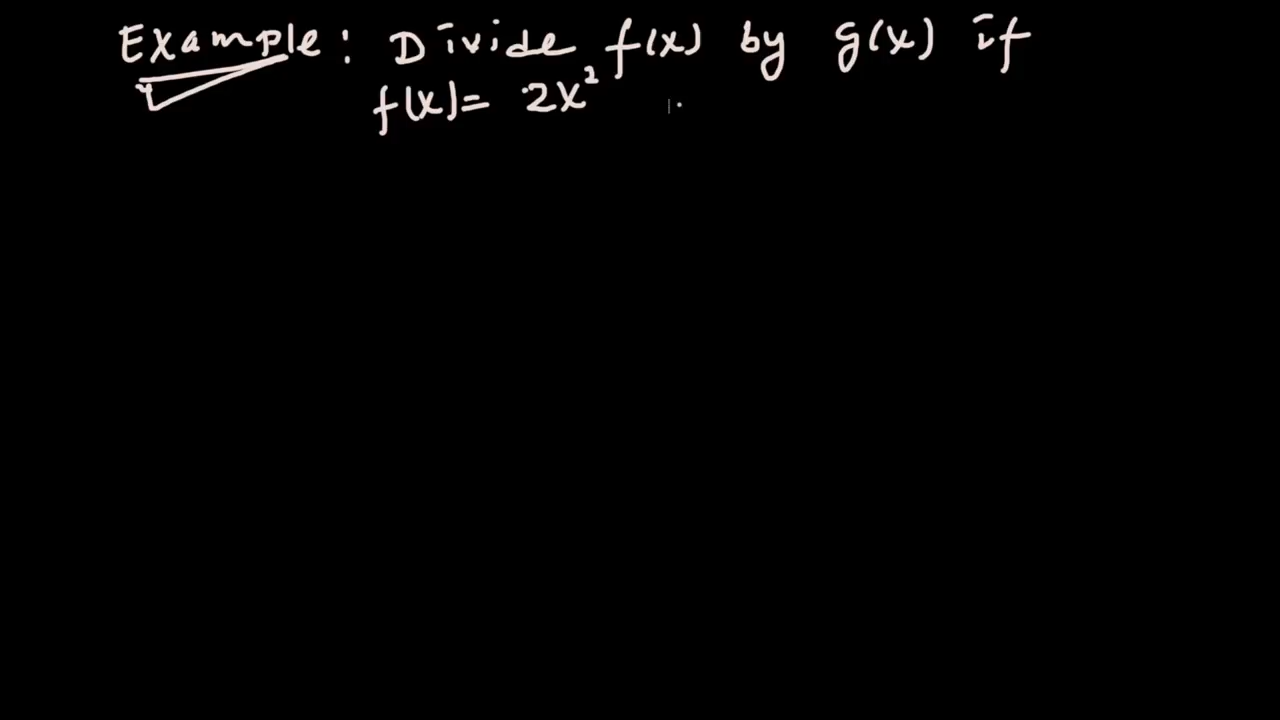 Example: Divide f(x) by g(x) if
f(x)= 2x²